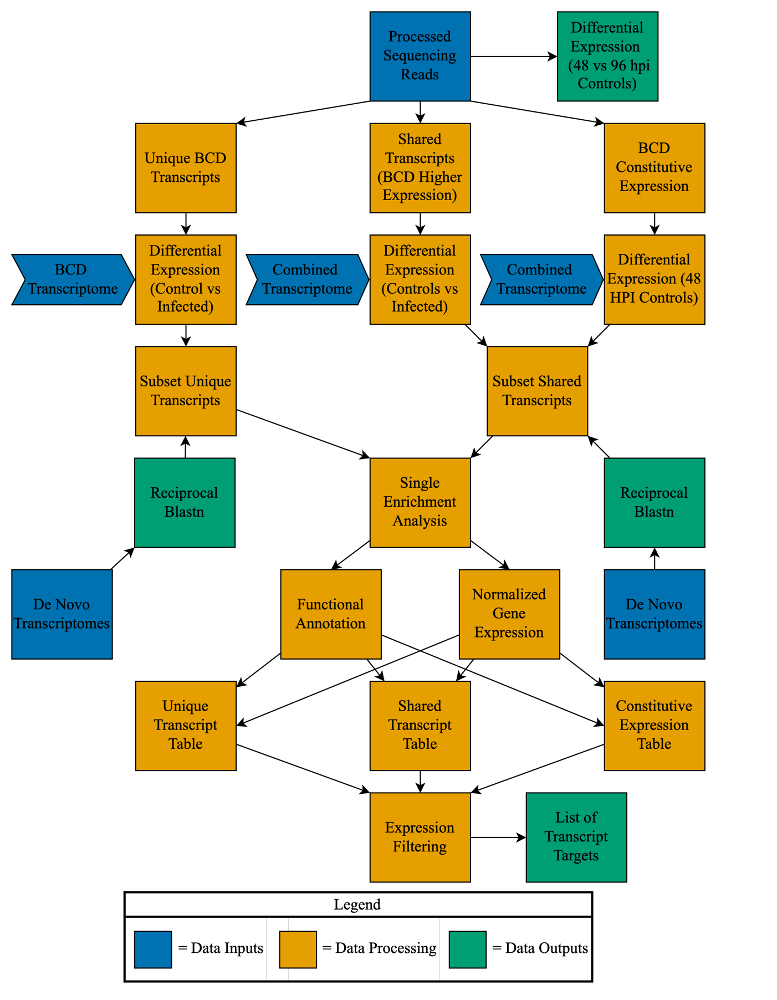 Processed
Sequencing
Reads
Differential
Expression
(48 vs 96 hpi
Controls)
Unique BCD
Transcripts
Shared
Transcripts
(BCD Higher
Expression)
BCD
Constitutive
Expression
BCD
Transcriptome
Differential
Expression
(Control vs
Infected)
Combined
Transcriptome
Differential
Expression
(Controls vs
Infected)
Combined
Transcriptome
Differential
Expression (48
HPI Controls)
Subset Unique
Transcripts
Subset Shared
Transcripts
Reciprocal
Blastn
Single
Enrichment
Analysis
Reciprocal
Blastn
De Novo
Transcriptomes
Functional
Annotation
Normalized
Gene
Expression
De Novo
Transcriptomes
Unique
Transcript
Table
Shared
Transcript
Table
Constitutive
Expression
Table
Expression
Filtering
List of
Transcript
Targets
Legend
= Data Inputs
= Data Processing
= Data Outputs